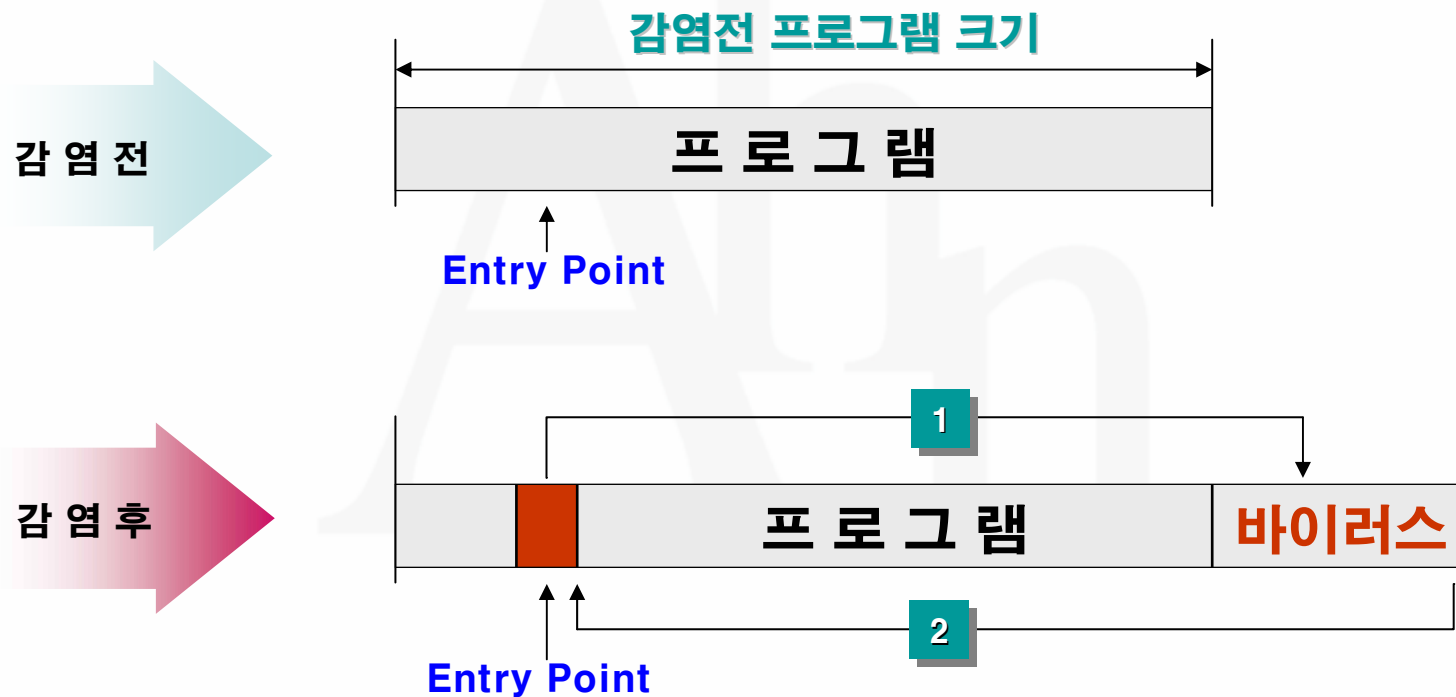 감염전 프로그램 크기
감 염 전
프 로 그 램
Entry Point
1
감 염 후
프 로 그 램
바이러스
2
Entry Point
Ahn